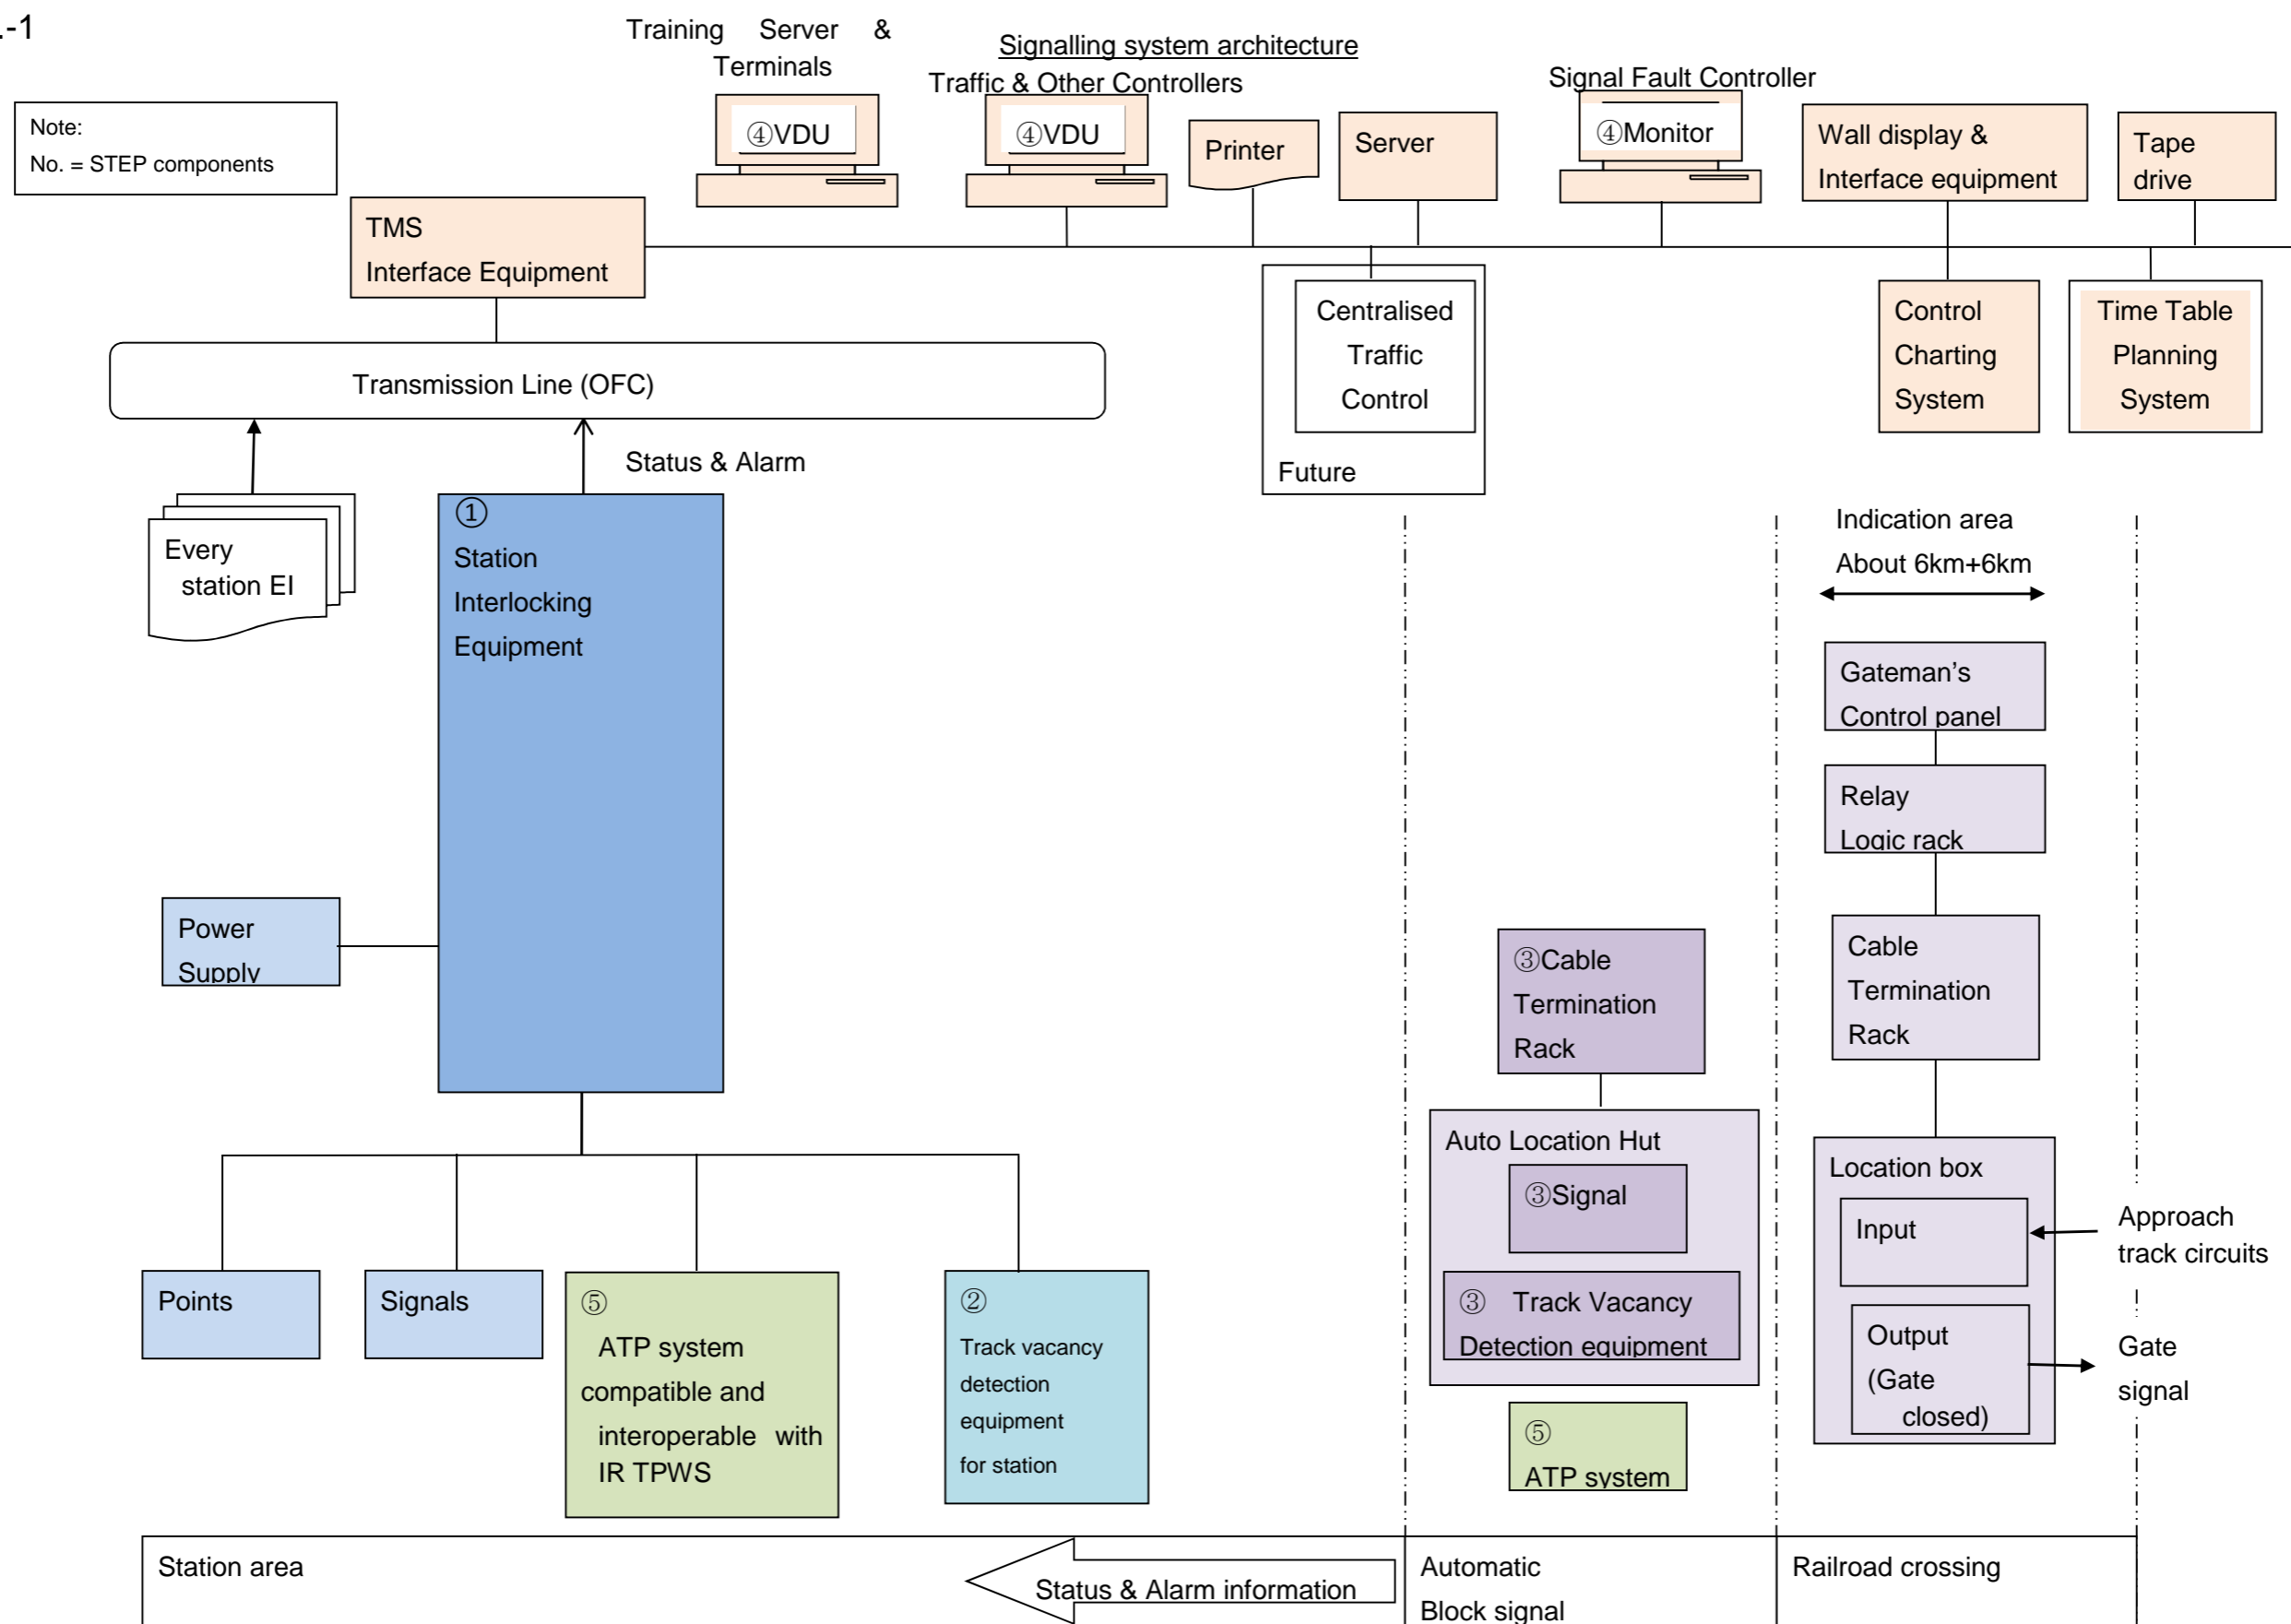 .-1
Training Server &
Terminals
Signalling system architecture
Traffic & Other Controllers
Signal Fault Controller
Note:
No. = STEP components
④VDU
④VDU
Printer
Server
④Monitor
Wall display &
Interface equipment
Tape
drive
TMS
Interface Equipment
Centralised
Traffic
Control
Future
Control
Charting
System
Time Table
Planning
System
Transmission Line (OFC)
Status & Alarm
Every
station EI
①
Station
Interlocking
Equipment
Indication area
About 6km+6km
Gateman's
Control panel
Relay
Logic rack
Power
Supply
③Cable
Termination
Rack
Cable
Termination
Rack
Auto Location Hut
③Signal
③ Track Vacancy
Detection equipment
Location box
Input
Approach
track circuits
Output
(Gate
closed)
Gate
signal
Points
Signals
⑤
ATP system
compatible and
interoperable with
IR TPWS
②
Track vacancy
detection
equipment
for station
⑤
ATP system
Station area
Status & Alarm information
Automatic
Block signal
Railroad crossing